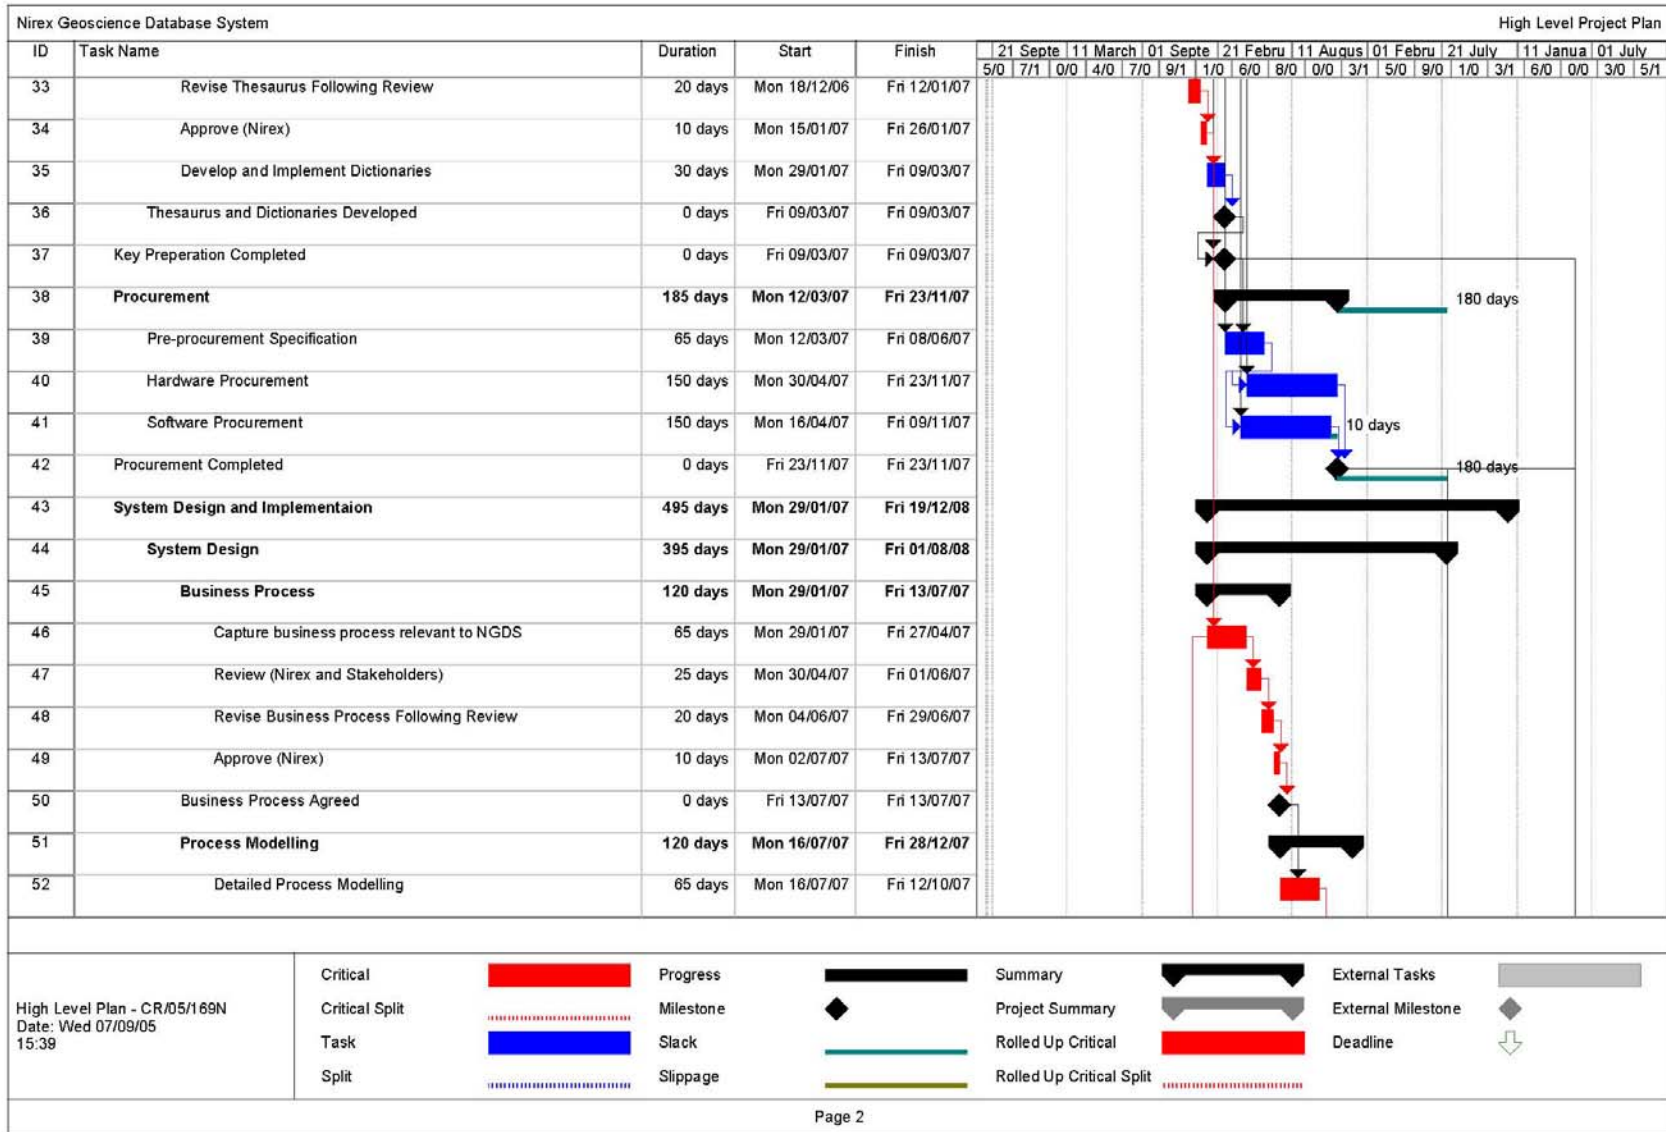 Nirex Geoscience Database System High Level Project Plan
ID Task Name Duration Start Finish 21 Septe 11 March 01 Septe 21 Febru 11 Augus 01 Febru 21 July 11 Janua 01 July
5/0 7/1 0/0 4/0 7/0 9/1 1/0 6/0 8/0 0/0 3/1 5/0 9/0 1/0 3/1 6/0 0/0 3/0 5/1
33 Revise Thesaurus Following Review 20 days Mon 18/12/06 Fri 12/01/07
34 Approve (Nirex) 10 days Mon 15/01/07 Fri 26/01/07
35 Develop and Implement Dictionaries 30 days Mon 29/01/07 Fri 09/03/07
36 Thesaurus and Dictionaries Developed 0 days Fri 09/03/07 Fri 09/03/07
37 Key Preperation Completed 0 days Fri 09/03/07 Fri 09/03/07
38 Procurement 185 days Mon 12/03/07 Fri 23/11/07 180 days
39 Pre-procurement Specification 65 days Mon 12/03/07 Fri 08/06/07
40 Hardware Procurement 150 days Mon 30/04/07 Fri 23/11/07
41 Software Procurement 150 days Mon 16/04/07 Fri 09/11/07 10 days
42 Procurement Completed 0 days Fri 23/11/07 Fri 23/11/07 180 days
43 System Design and Implementaion 495 days Mon 29/01/07 Fri 19/12/08
44 System Design 395 days Mon 29/01/07 Fri 01/08/08
45 Business Process 120 days Mon 29/01/07 Fri 13/07/07
46 Capture business process relevant to NGDS 65 days Mon 29/01/07 Fri 27/04/07
47 Review (Nirex and Stakeholders) 25 days Mon 30/04/07 Fri 01/06/07
48 Revise Business Process Following Review 20 days Mon 04/06/07 Fri 29/06/07
49 Approve (Nirex) 10 days Mon 02/07/07 Fri 13/07/07
50 Business Process Agreed 0 days Fri 13/07/07 Fri 13/07/07
51 Process Modelling 120 days Mon 16/07/07 Fri 28/12/07
52 Detailed Process Modelling 65 days Mon 16/07/07 Fri 12/10/07
Critical Progress Summary External Tasks
High Level Plan - CR/05/169N Critical Split Milestone Project Summary External Milestone
Date: Wed 07/09/05
15:39 Task Slack Rolled Up Critical Deadline
Split Slippage Rolled Up Critical Split
Page 2